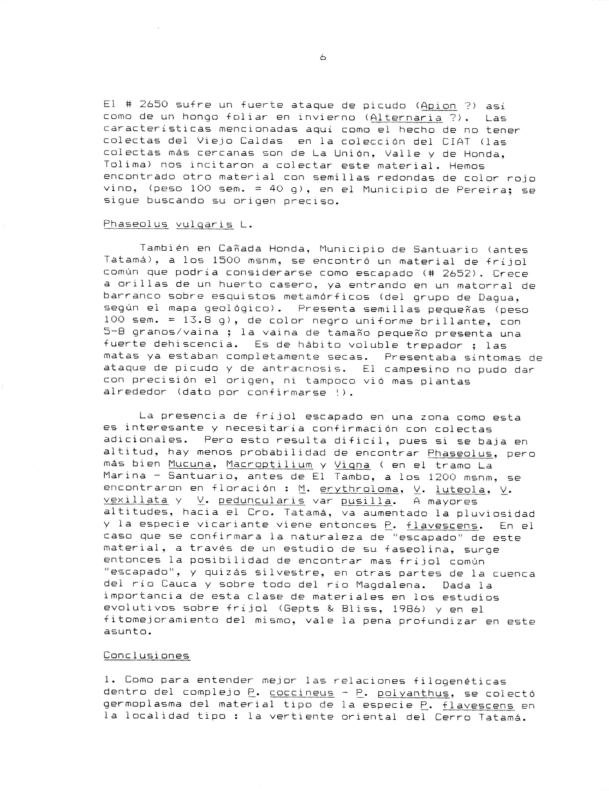 6
El # 2650 sufre un fuerte ataque de picudo (Apion ?) así
como de un hongo foliar en invierno (Alternaria ?). Las
características mencionadas aquí como el hecho de no tener
colectas del Viejo Caldas en la colección del CIAT (las
colectas más cercanas son de La Unión, Valle y de Honda,
Tolima) nos incitaron a colectar este material. Hemos
encontrado otro material con semillas redondas de color rojo
vino, (peso 100 sem. = 40 g), en el Municipio de Pereira; se
sigue buscando su origen preciso.
Phaseolus vulgaris L.
También en Cañada Honda, Municipio de Santuario (antes
Tatamá), a los 1500 msnm, se encontró un material de fríjol
común que podría considerarse como escapado (# 2652). Crece
a orillas de un huerto casero, ya entrando en un matorral de
barranco sobre esquistos metamórficos (del grupo de Dagua,
según el mapa geológico). Presenta semillas pequeñas (peso
100 sem. = 13.8 g), de color negro uniforme brillante, con
5-8 granos/vaina ; la vaina de tamaño pequeño presenta una
fuerte dehiscencia. Es de hábito voluble trepador ; las
matas ya estaban completamente secas. Presentaba síntomas de
ataque de picudo y de antracnosis. El campesino no pudo dar
con precisión el origen, ni tampoco vió mas plantas
alrededor (dato por confirmarse !).
La presencia de fríjol escapado en una zona como esta
es interesante y necesitaría confirmación con colectas
adicionales. Pero esto resulta difícil, pues si se baja en
altitud, hay menos probabilidad de encontrar Phaseolus, pero
más bien Mucuna, Macroptilium y Vigna ( en el tramo La
Marina - Santuario, antes de El Tambo, a los 1200 msnm, se
encontraron en floración : M. erythroloma, V. luteola, V.
vexillata y V. peduncularis var pusilla. A mayores
altitudes, hacia el Cro. Tatamá, va aumentado la pluviosidad
y la especie vicariante viene entonces P. flavescens. En el
caso que se confirmara la naturaleza de "escapado" de este
material, a través de un estudio de su faseolina, surge
entonces la posibilidad de encontrar mas fríjol común
"escapado", y quizás silvestre, en otras partes de la cuenca
del río Cauca y sobre todo del río Magdalena. Dada la
importancia de esta clase de materiales en los estudios
evolutivos sobre fríjol (Gepts & Bliss, 1986) y en el
fitomejoramiento del mismo, vale la pena profundizar en este
asunto.
Conclusiones
1. Como para entender mejor las relaciones filogenéticas
dentro del complejo P. coccineus - P. polyanthus, se colectó
germoplasma del material tipo de la especie P. flavescens en
la localidad tipo : la vertiente oriental del Cerro Tatamá.